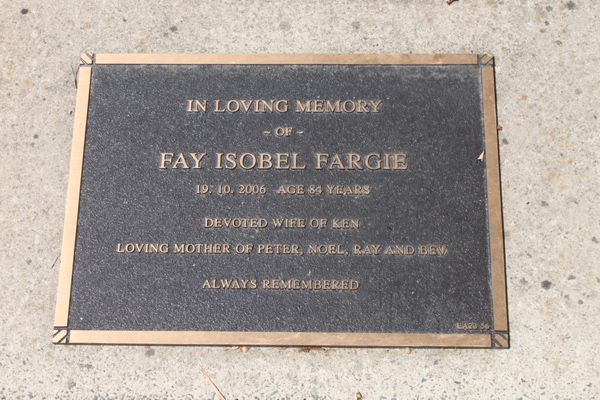 IN LOVING MEMORY
~ OF ~
FAY ISOBEL FARGIE
19. 10. 2006 AGE 84 YEARS
DEVOTED WIFE OF KEN
LOVING MOTHER OF PETER, NOEL, RAY AND BEV
ALWAYS REMEMBERED